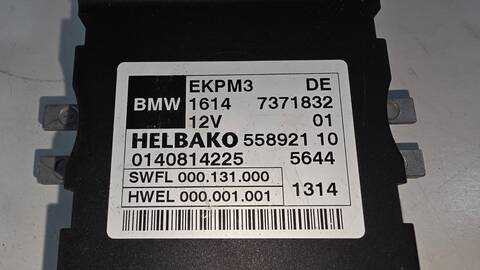 EKPM3 DE
BMW 1614 7371832
12V 01
HELBAKO 558921 10
0140814225 5644
SWFL 000.131.000
HWEL 000.001.001 1314